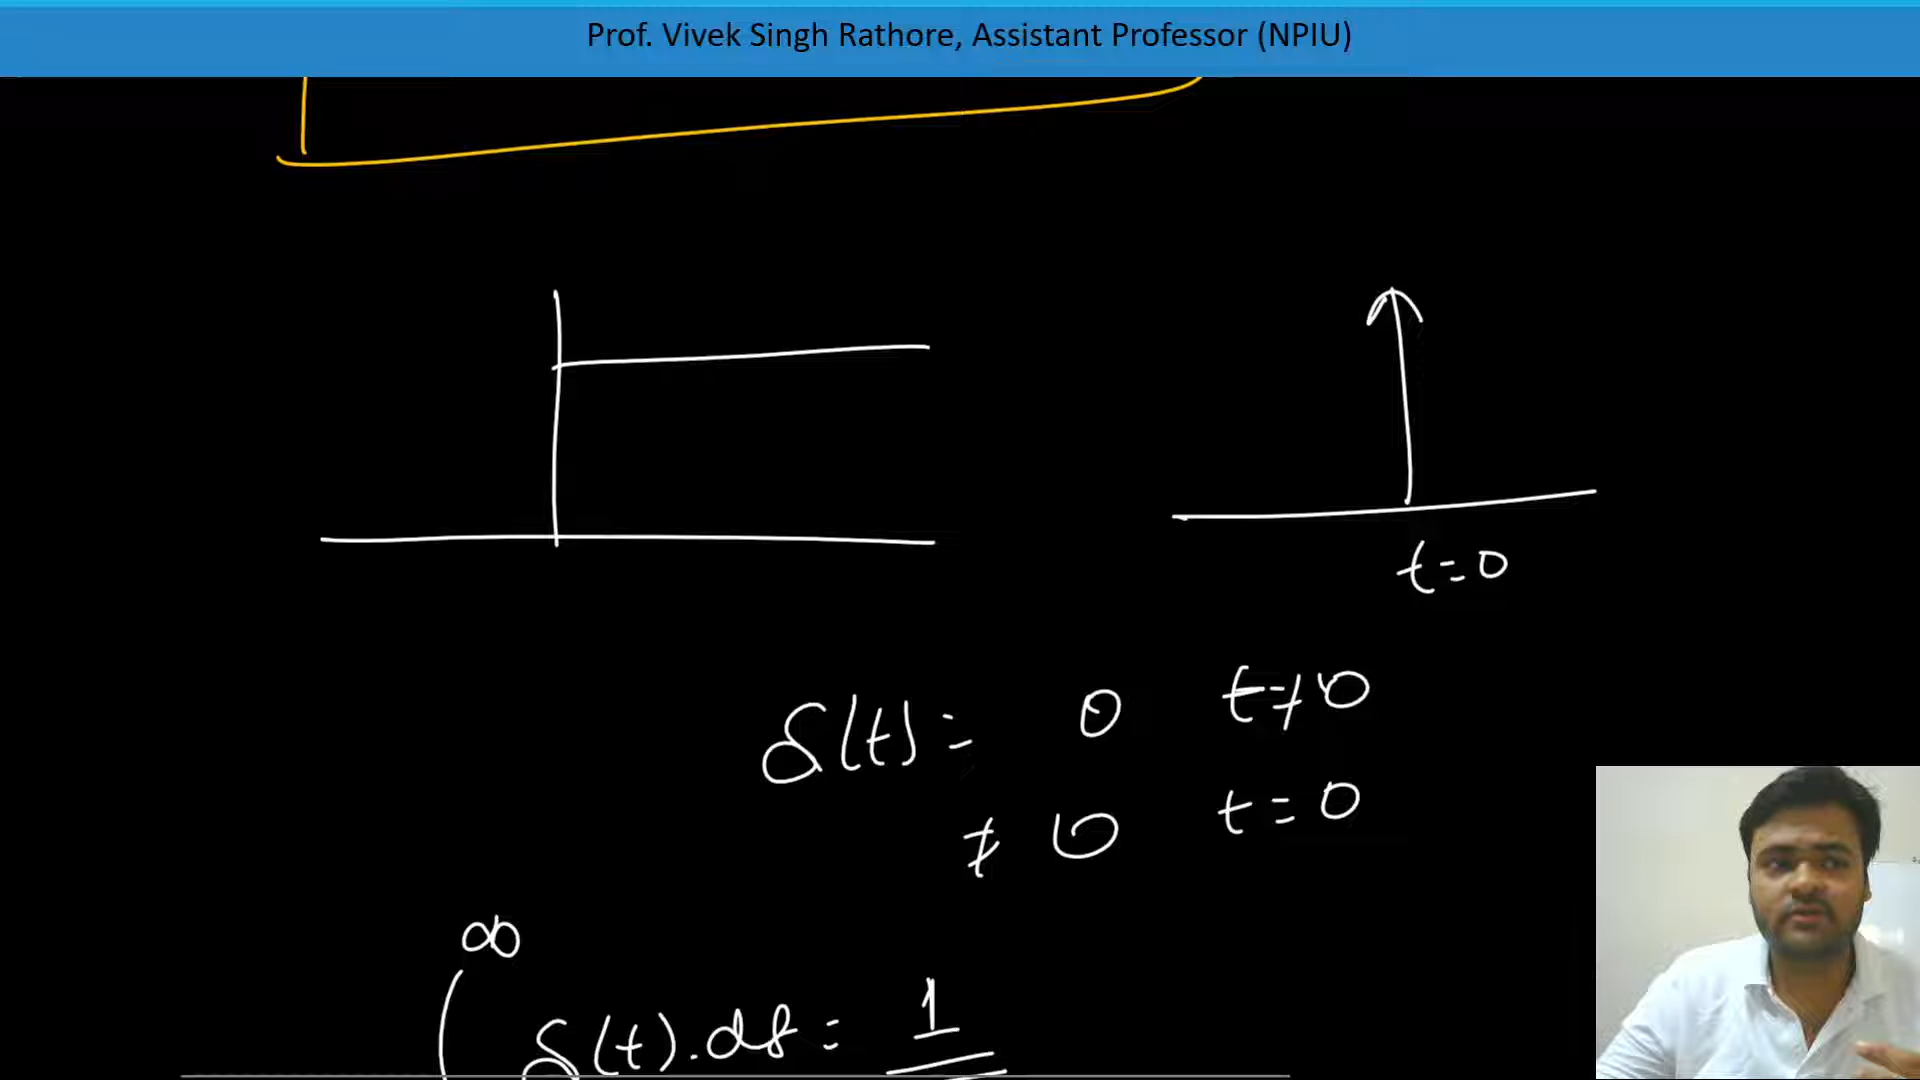 Prof. Vivek Singh Rathore, Assistant Professor (NPIU)
t=0
δ(t)= 0 t≠0
≠ 0 t=0
∞
∫ δ(t).dt = 1